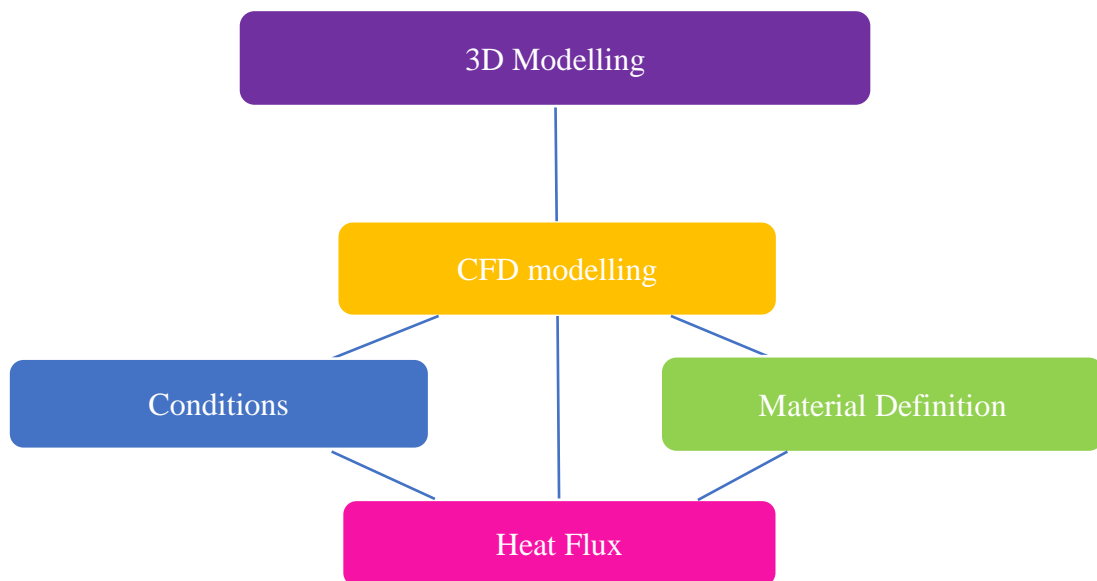 3D Modelling
CFD modelling
Conditions
Material Definition
Heat Flux